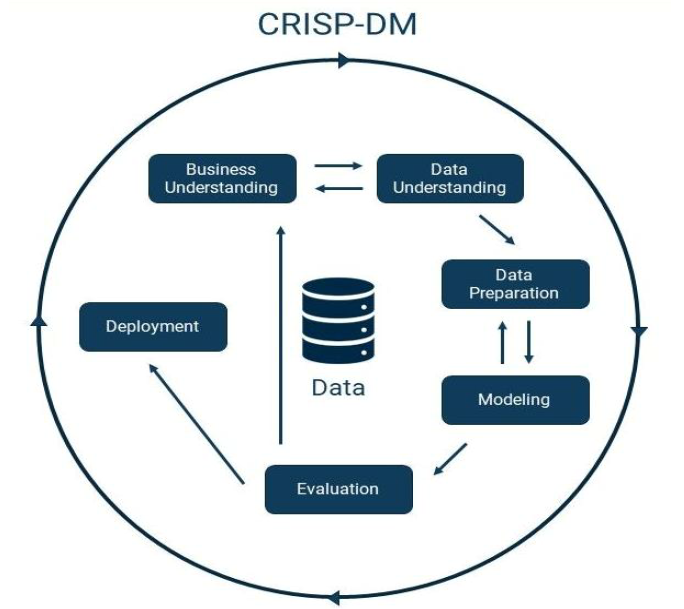 CRISP-DM
Business
Understanding
Data
Understanding
Data
Preparation
Deployment
Data
Modeling
Evaluation